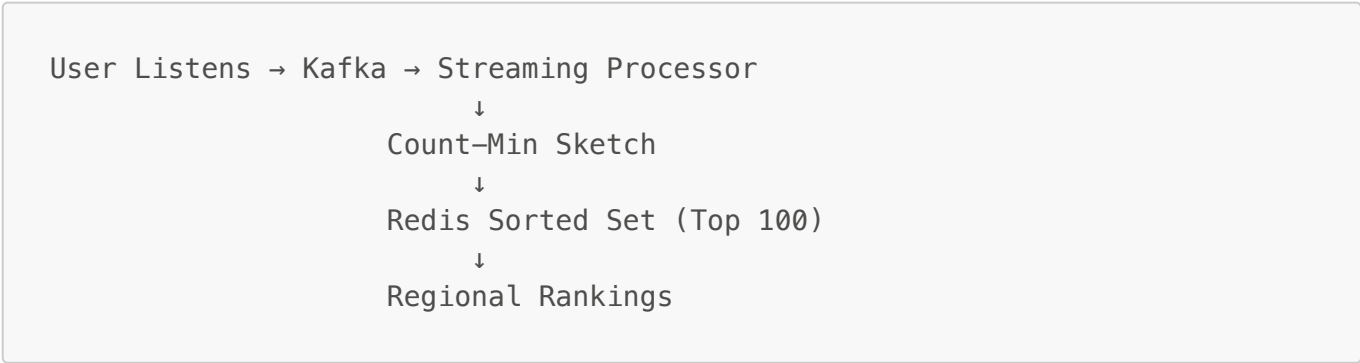 User Listens → Kafka → Streaming Processor
↓
Count–Min Sketch
↓
Redis Sorted Set (Top 100)
↓
Regional Rankings